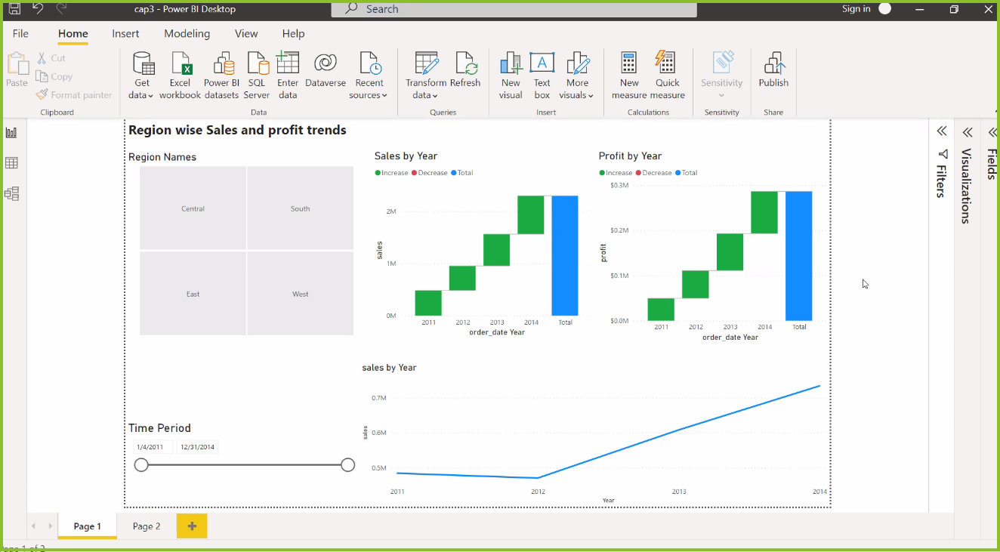 cap3 - Power BI Desktop
Search
Sign in
File Home Insert Modeling View Help
Paste
Cut
Copy
Format painter
Clipboard
Get data
Excel workbook
Power BI datasets
SQL Server
Enter data
Dataverse
Recent sources
Data
Transform data
Refresh
Queries
New visual
Text box
More visuals
Insert
New measure
Quick measure
Calculations
Sensitivity
Sensitivity
Publish
Share
Region wise Sales and profit trends
Region Names
Central South
East West
Sales by Year
Increase Decrease Total
sales
2M
1M
0M
2011 2012 2013 2014 Total
order_date Year
Profit by Year
Increase Decrease Total
profit
$0.3M
$0.2M
$0.1M
$0.0M
2011 2012 2013 2014 Total
order_date Year
Time Period
1/4/2011 12/31/2014
sales by Year
sales
0.7M
0.6M
0.5M
2011 2012 2013 2014
Year
Filters
Visualizations
Fields
Page 1 Page 2